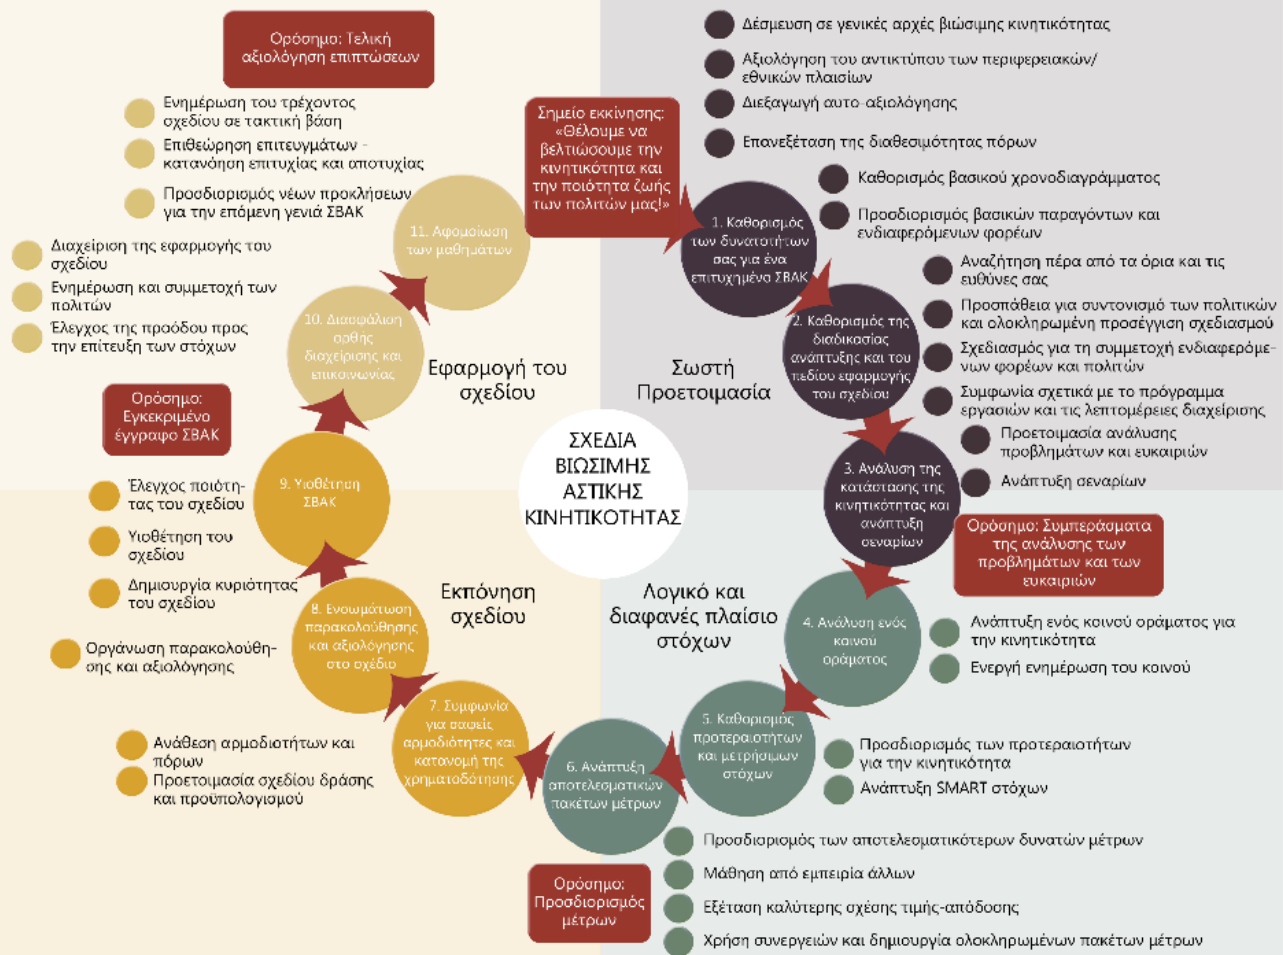 Ορόσημο: Τελική
αξιολόγηση επιπτώσεων
Ενημέρωση του τρέχοντος
σχεδίου σε τακτική βάση
Επιθεώρηση επιτευγμάτων -
κατανόηση επιτυχίας και αποτυχίας
Προσδιορισμός νέων προκλήσεων
για την επόμενη γενιά ΣΒΑΚ
Διαχείριση της εφαρμογής του
σχεδίου
Ενημέρωση και συμμετοχή των
πολιτών
Έλεγχος της προόδου προς
την επίτευξη των στόχων
11. Αφομοίωση
των μαθημάτων
10. Διασφάλιση
ορθής
διαχείρισης και
επικοινωνίας
Εφαρμογή του
σχεδίου
Σημείο εκκίνησης:
«Θέλουμε να
βελτιώσουμε την
κινητικότητα και
την ποιότητα ζωής
των πολιτών μας!»
Δέσμευση σε γενικές αρχές βιώσιμης κινητικότητας
Αξιολόγηση του αντικτύπου των περιφερειακών/
εθνικών πλαισίων
Διεξαγωγή αυτο-αξιολόγησης
Επανεξέταση της διαθεσιμότητας πόρων
Καθορισμός βασικού χρονοδιαγράμματος
Προσδιορισμός βασικών παραγόντων και
ενδιαφερόμενων φορέων
1. Καθορισμός
των δυνατοτήτων
σας για ένα
επιτυχημένο ΣΒΑΚ
Αναζήτηση πέρα από τα όρια και τις
ευθύνες σας
Προσπάθεια για συντονισμό των πολιτικών
και ολοκληρωμένη προσέγγιση σχεδιασμού
Σχεδιασμός για τη συμμετοχή ενδιαφερόμε-
νων φορέων και πολιτών
Συμφωνία σχετικά με το πρόγραμμα
εργασιών και τις λεπτομέρειες διαχείρισης
2. Καθορισμός της
διαδικασίας
ανάπτυξης και του
πεδίου εφαρμογής
του σχεδίου
Σωστή
Προετοιμασία
Προετοιμασία ανάλυσης
προβλημάτων και ευκαιριών
Ανάπτυξη σεναρίων
3. Ανάλυση της
κατάστασης της
κινητικότητας και
ανάπτυξη
σεναρίων
ΣΧΕΔΙΑ
ΒΙΩΣΙΜΗΣ
ΑΣΤΙΚΗΣ
ΚΙΝΗΤΙΚΟΤΗΤΑΣ
Ορόσημο: Συμπεράσματα
της ανάλυσης των
προβλημάτων και των
ευκαιριών
Λογικό και
διαφανές πλαίσιο
στόχων
4. Ανάλυση ενός
κοινού
οράματος
Ανάπτυξη ενός κοινού οράματος για
την κινητικότητα
Ενεργή ενημέρωση του κοινού
5. Καθορισμός
προτεραιοτήτων
και μετρήσιμων
στόχων
Προσδιορισμός των προτεραιοτήτων
για την κινητικότητα
Ανάπτυξη SMART στόχων
6. Ανάπτυξη
αποτελεσματικών
πακέτων μέτρων
Προσδιορισμός των αποτελεσματικότερων δυνατών μέτρων
Μάθηση από εμπειρία άλλων
Εξέταση καλύτερης σχέσης τιμής-απόδοσης
Χρήση συνεργειών και δημιουργία ολοκληρωμένων πακέτων μέτρων
Ορόσημο:
Προσδιορισμός
μέτρων
Εκπόνηση
σχεδίου
7. Συμφωνία
για σαφείς
αρμοδιότητες και
κατανομή της
χρηματοδότησης
Ανάθεση αρμοδιοτήτων και
πόρων
Προετοιμασία σχεδίου δράσης
και προϋπολογισμού
8. Ενσωμάτωση
παρακολούθησης
και αξιολόγησης
στο σχέδιο
Οργάνωση παρακολούθη-
σης και αξιολόγησης
9. Υιοθέτηση
ΣΒΑΚ
Έλεγχος ποιότη-
τας του σχεδίου
Υιοθέτηση του
σχεδίου
Δημιουργία κυριότητας
του σχεδίου
Ορόσημο:
Εγκεκριμένο
έγγραφο ΣΒΑΚ